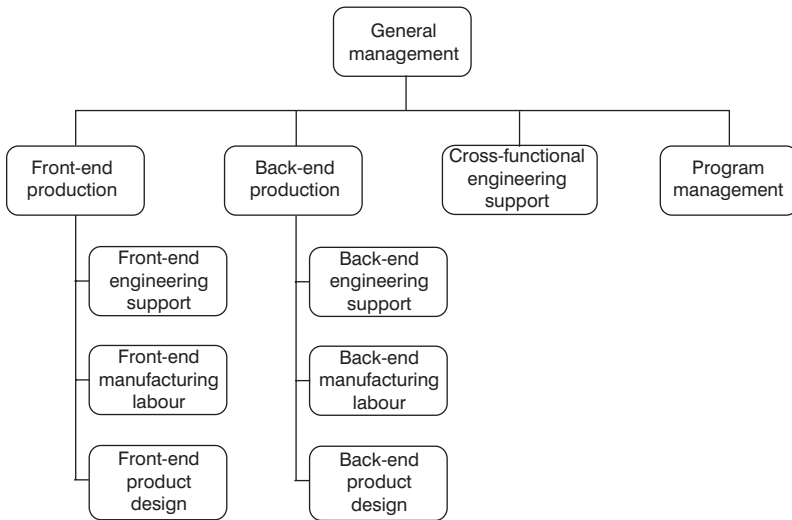 General
management
Front-end
production
Back-end
production
Cross-functional
engineering
support
Program
management
Front-end
engineering
support
Back-end
engineering
support
Front-end
manufacturing
labour
Back-end
manufacturing
labour
Front-end
product
design
Back-end
product
design